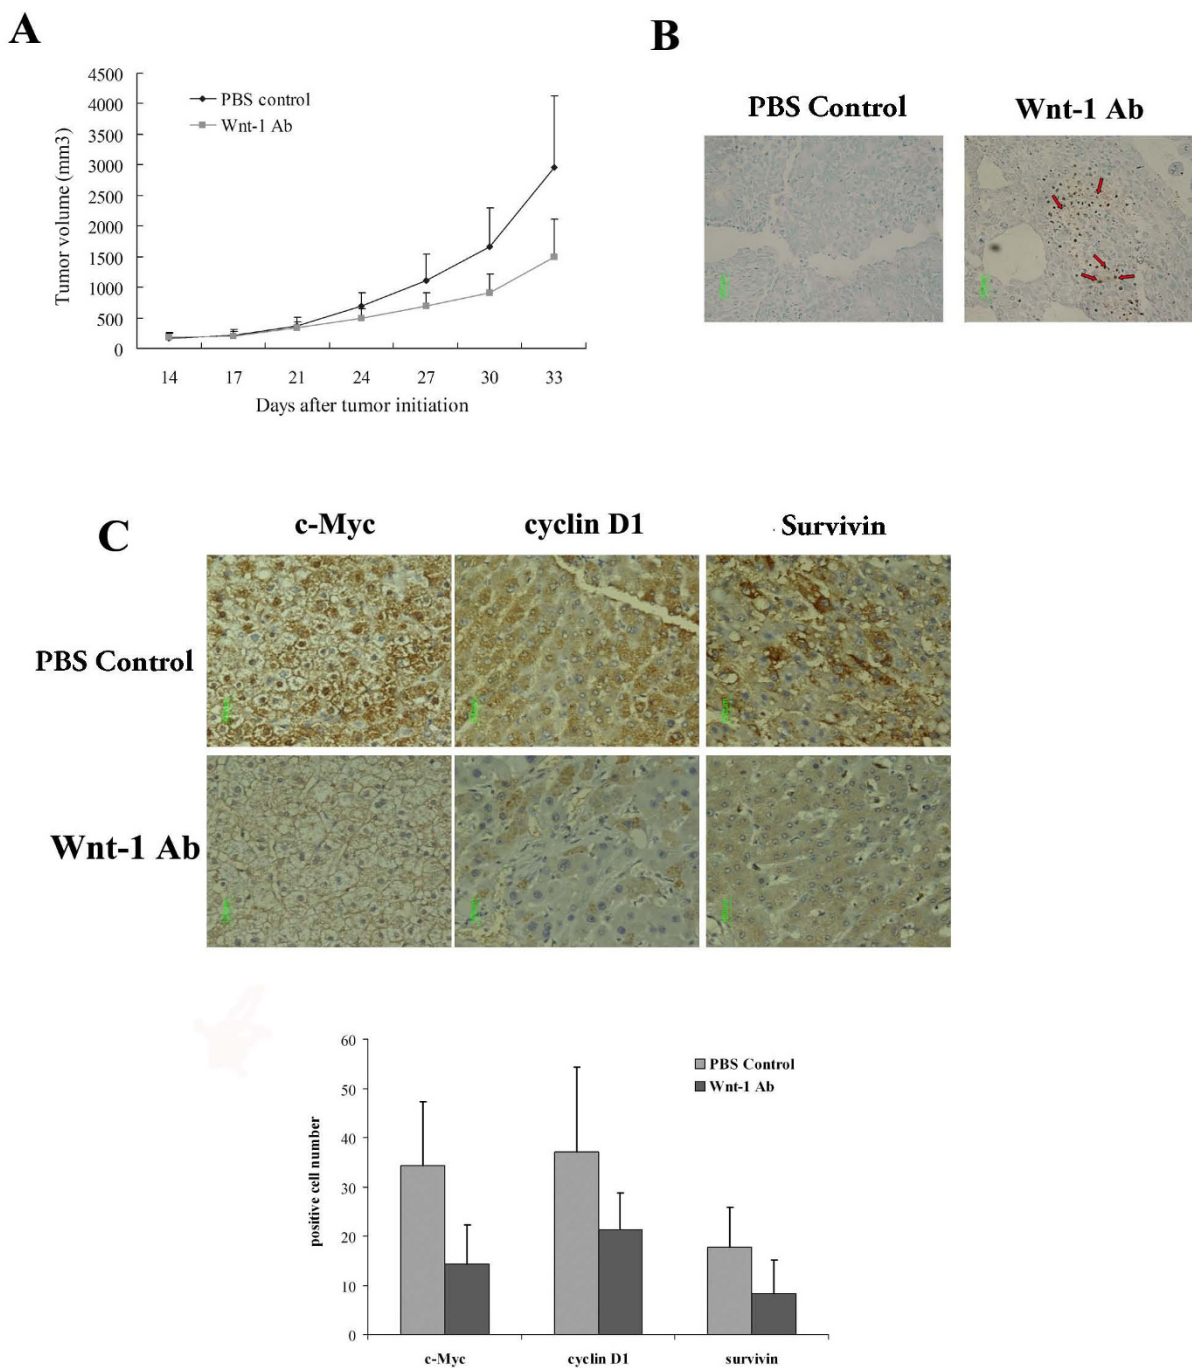 A
4500
4000
3500
3000
2500
2000
1500
1000
500
0
Tumor volume (mm3)
PBS control
Wnt-1 Ab
14 17 21 24 27 30 33
Days after tumor initiation
B
PBS Control Wnt-1 Ab
C
c-Myc cyclin D1 Survivin
PBS Control
Wnt-1 Ab
60
50
40
30
20
10
0
positive cell number
PBS Control
Wnt-1 Ab
c-Myc cyclin D1 survivin